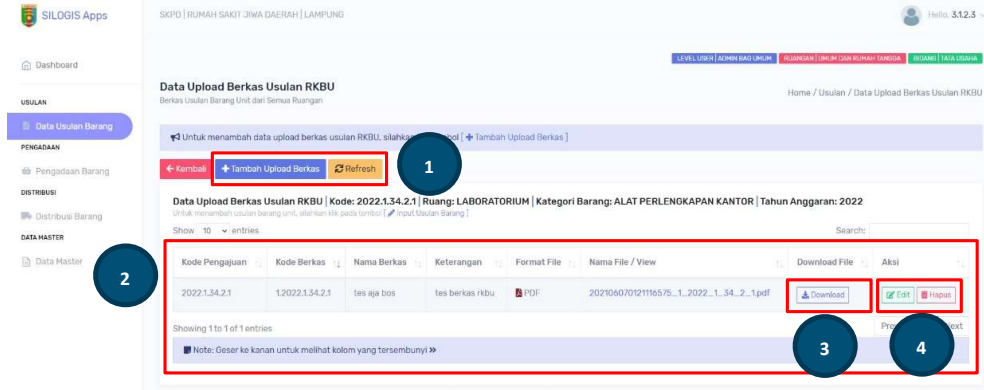 SILOGIS Apps
SKPD | RUMAH SAKIT JIWA DAERAH | LAMPUNG
Hello, 3.1.2.3
Dashboard
LEVEL USER | ADMIN BAG UMUM
RUANGAN | UMUM DAN RUMAH TANGGA
BIDANG | TATA USAHA
Data Upload Berkas Usulan RKBU
Berkas Usulan Barang Unit dari Semua Ruangan
Home / Usulan / Data Upload Berkas Usulan RKBU
USULAN
Data Usulan Barang
PENGADAAN
Pengadaan Barang
DISTRIBUSI
Distribusi Barang
DATA MASTER
Data Master
Untuk menambah data upload berkas usulan RKBU, silahkan [ + Tambah Upload Berkas ]
1
Kembali
+ Tambah Upload Berkas
Refresh
Data Upload Berkas Usulan RKBU | Kode: 2022.1.34.2.1 | Ruang: LABORATORIUM | Kategori Barang: ALAT PERLENGKAPAN KANTOR | Tahun Anggaran: 2022
Untuk menambah usulan barang unit, silahkan klik pada tombol [ Input Usulan Barang ]
Show 10 entries
Search:
2
Kode Pengajuan Kode Berkas Nama Berkas Keterangan Format File Nama File / View Download File Aksi
2022.1.34.2.1 1.2022.1.34.2.1 tes aja bos tes berkas rkbu PDF 202106070121116575_1_2022_1_34_2_1.pdf Download Edit Hapus
Showing 1 to 1 of 1 entries
3
4
Note: Geser ke kanan untuk melihat kolom yang tersembunyi »